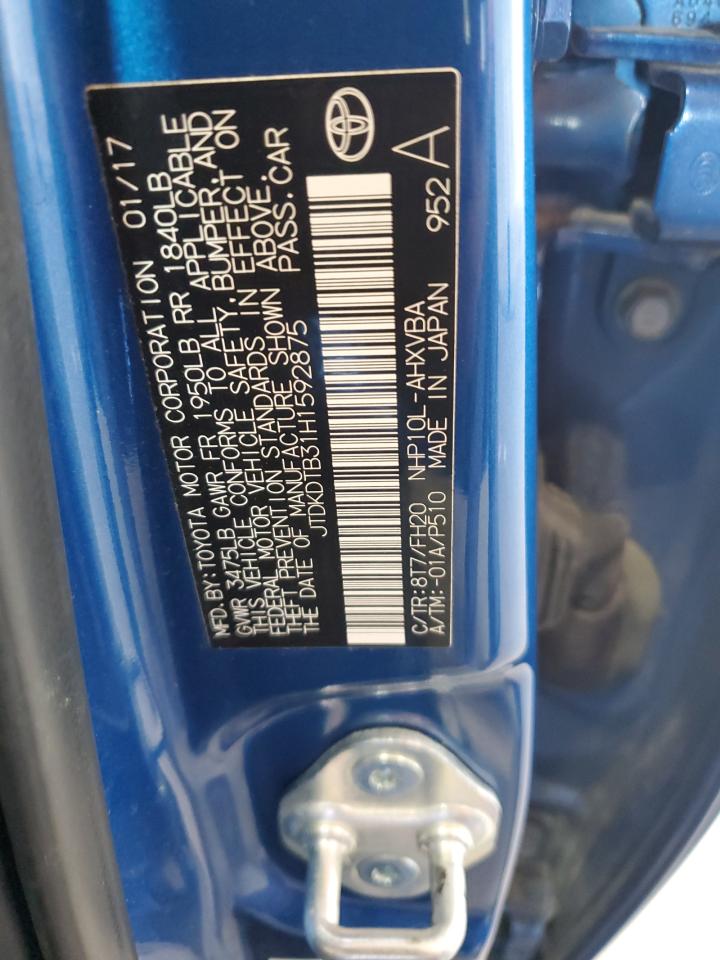 MFD. BY: TOYOTA MOTOR CORPORATION 01/17
GVWR 3475LB GAWR FR 1950LB RR 1840LB
THIS VEHICLE CONFORMS TO ALL APPLICABLE
FEDERAL MOTOR VEHICLE SAFETY, BUMPER, AND
THEFT PREVENTION STANDARDS IN EFFECT ON
THE DATE OF MANUFACTURE SHOWN ABOVE.
JTDKDTB31H1592875 PASS. CAR
C/TR: 8T7/FH20 NHP10L-AHXVBA 952 A
A/TM: -01A/P510 MADE IN JAPAN